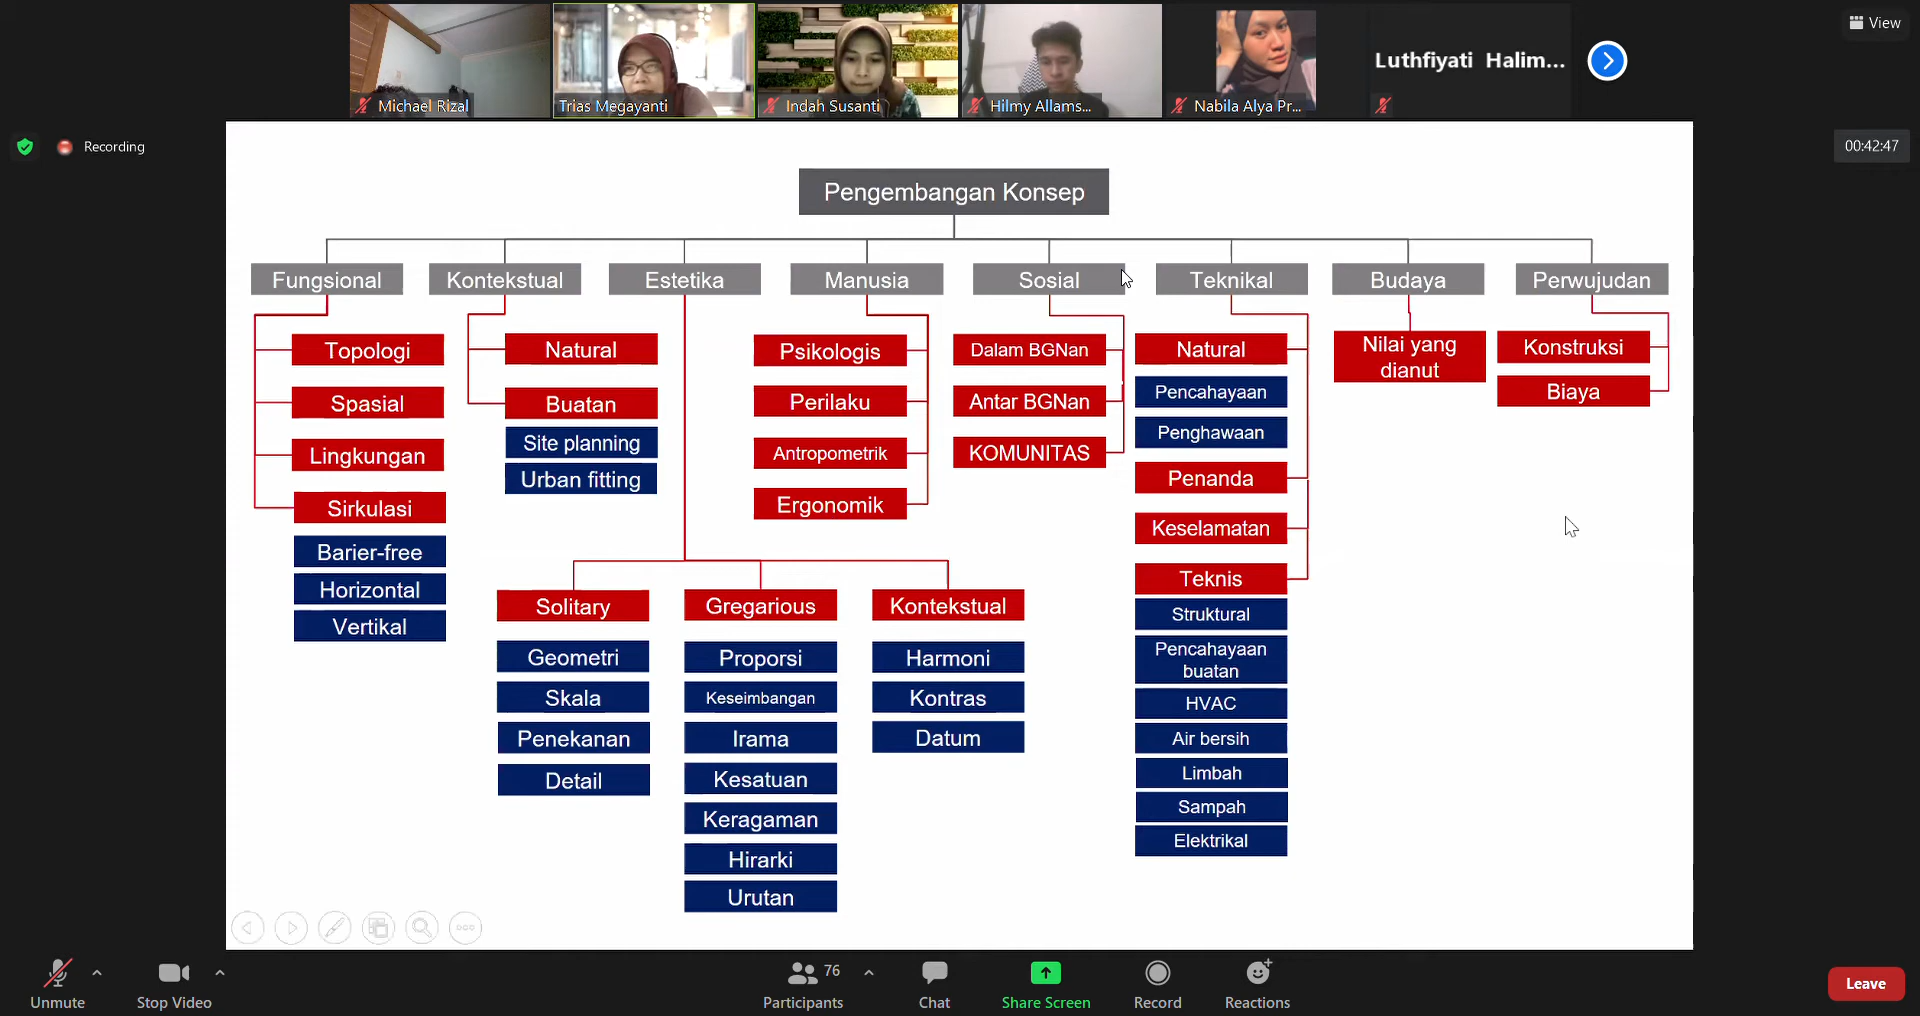 View
Michael Rizal
Trias Megayanti
Indah Susanti
Hilmy Allams...
Nabila Alya Pr...
Luthfiyati Halim...
Recording
00:42:47
Pengembangan Konsep
Fungsional
Kontekstual
Estetika
Manusia
Sosial
Teknikal
Budaya
Perwujudan
Topologi
Spasial
Lingkungan
Sirkulasi
Barier-free
Horizontal
Vertikal
Natural
Buatan
Site planning
Urban fitting
Solitary
Geometri
Skala
Penekanan
Detail
Gregarious
Proporsi
Keseimbangan
Irama
Kesatuan
Keragaman
Hirarki
Urutan
Kontekstual
Harmoni
Kontras
Datum
Psikologis
Perilaku
Antropometrik
Ergonomik
Dalam BGNan
Antar BGNan
KOMUNITAS
Natural
Pencahayaan
Penghawaan
Penanda
Keselamatan
Teknis
Struktural
Pencahayaan
buatan
HVAC
Air bersih
Limbah
Sampah
Elektrikal
Nilai yang
dianut
Konstruksi
Biaya
Unmute
Stop Video
76
Participants
Chat
Share Screen
Record
Reactions
Leave